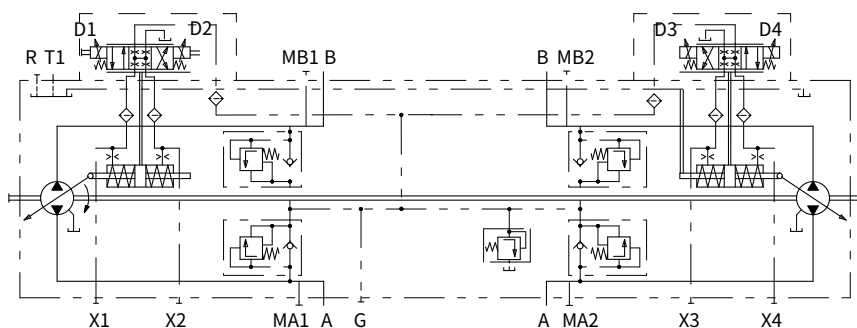 D1 D2 D3 D4
R T1 MB1 B B MB2
X1 X2 MA1 A G A MA2 X3 X4